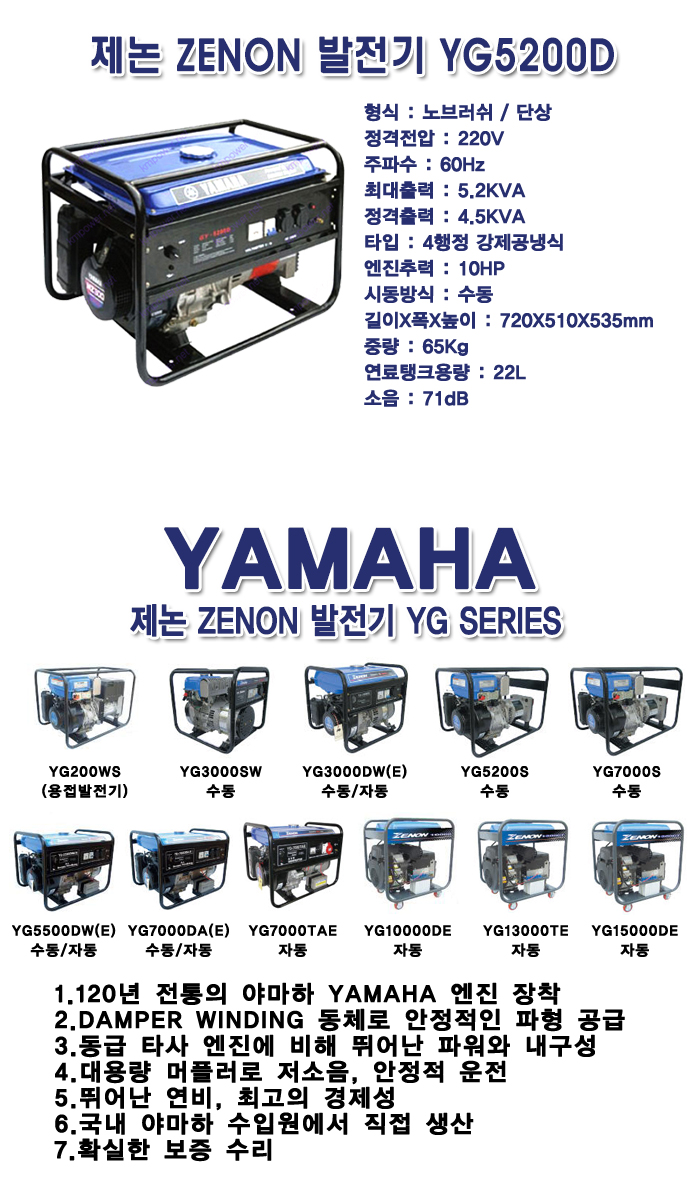 제논 ZENON 발전기 YG5200D
형식 : 노브러쉬 / 단상
정격전압 : 220V
주파수 : 60Hz
최대출력 : 5.2KVA
정격출력 : 4.5KVA
타입 : 4행정 강제공냉식
엔진추력 : 10HP
시동방식 : 수동
길이X폭X높이 : 720X510X535mm
중량 : 65Kg
연료탱크용량 : 22L
소음 : 71dB
YAMAHA
YAMAHA
YAMAHA
제논 ZENON 발전기 YG SERIES
YG200WS
(용접발전기)
YG3000SW
수동
YG3000DW(E)
수동/자동
YG5200S
수동
YG7000S
수동
ZENON
ZENON
ZENON
YG5500DW(E)
수동/자동
YG7000DA(E)
수동/자동
YG7000TAE
자동
YG10000DE
자동
YG13000TE
자동
YG15000DE
자동
1.120년 전통의 야마하 YAMAHA 엔진 장착
2.DAMPER WINDING 동체로 안정적인 파형 공급
3.동급 타사 엔진에 비해 뛰어난 파워와 내구성
4.대용량 머플러로 저소음, 안정적 운전
5.뛰어난 연비, 최고의 경제성
6.국내 야마하 수입원에서 직접 생산
7.확실한 보증 수리